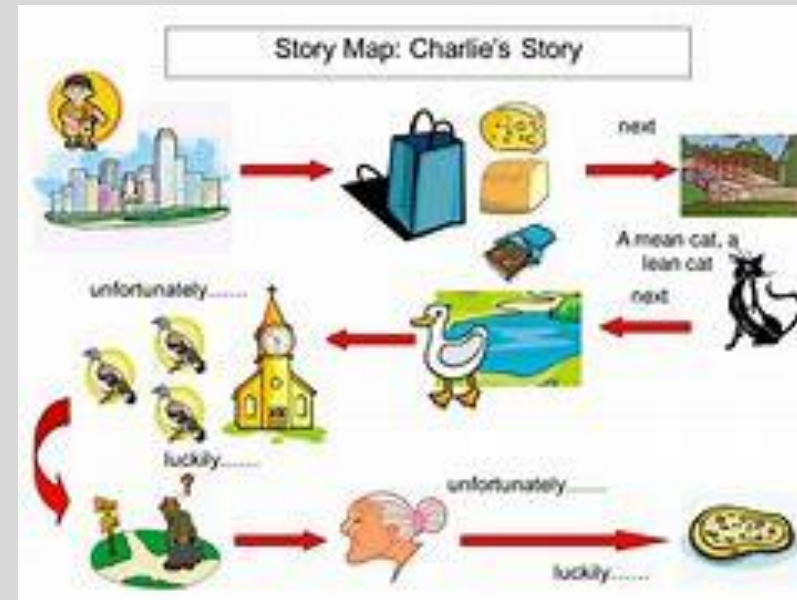 Story Map: Charlie's Story
next
A mean cat, a
lean cat
next
unfortunately......
luckily......
?
unfortunately......
luckily......